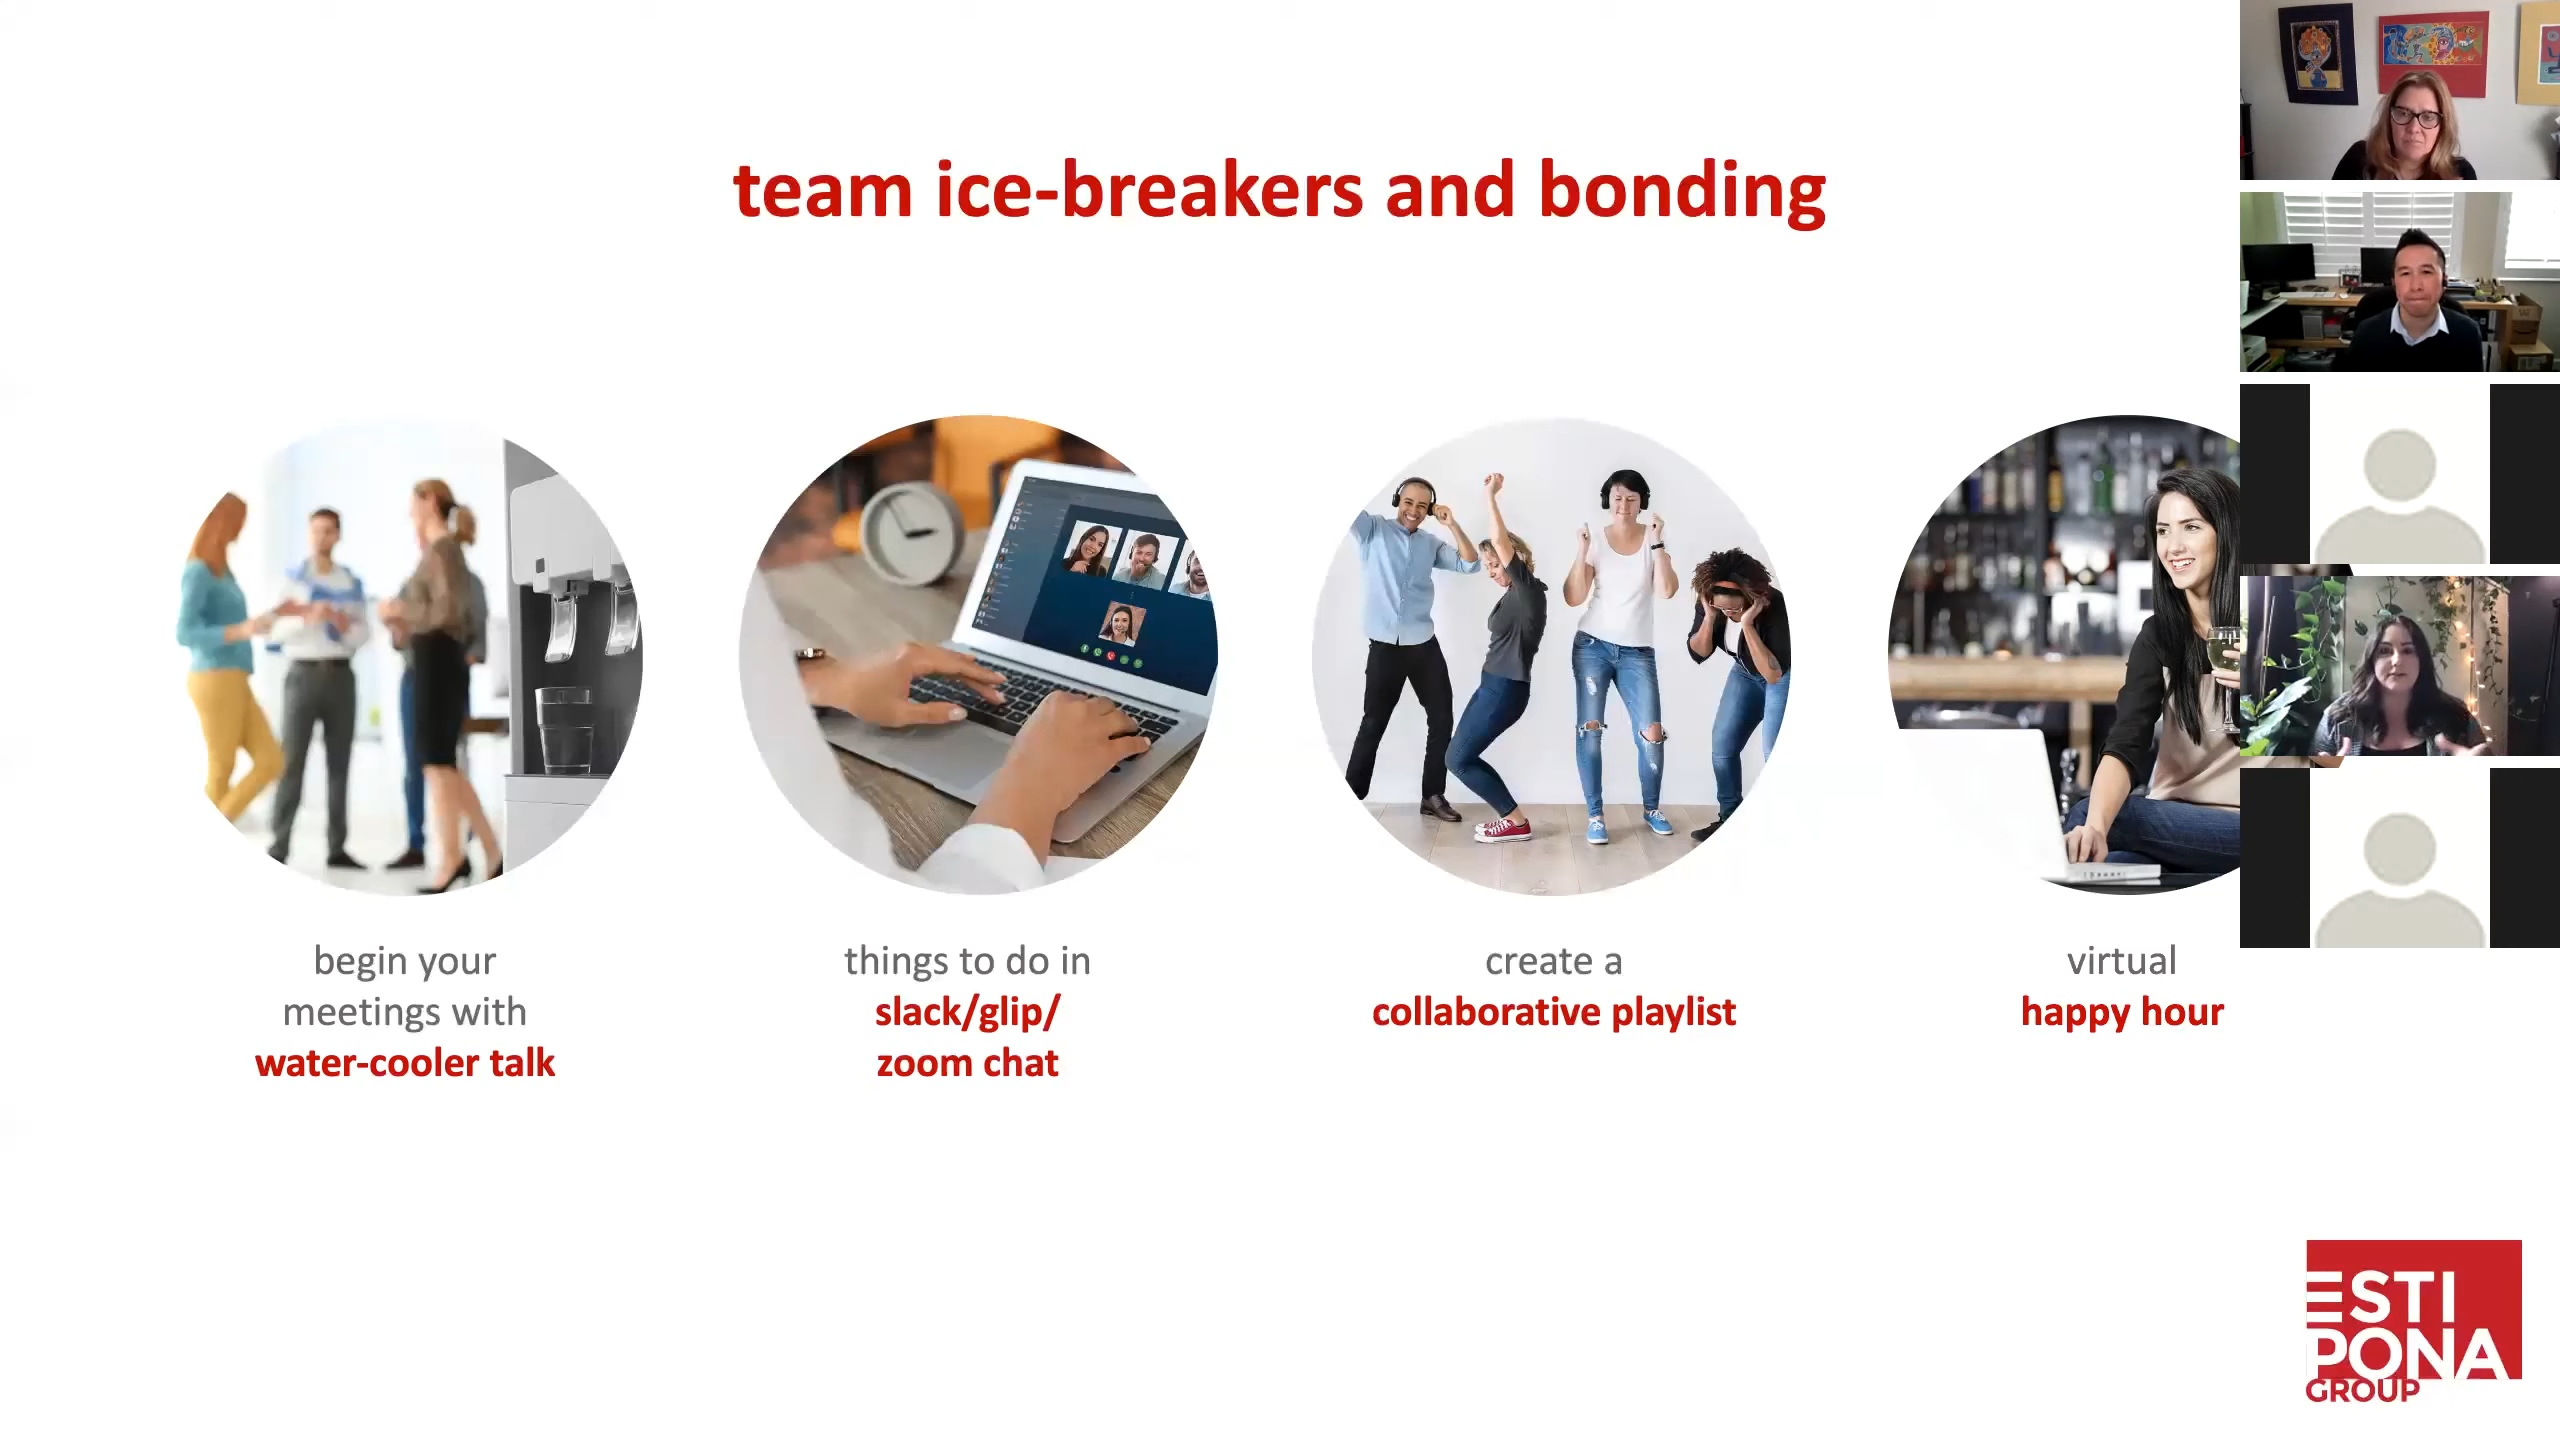 team ice-breakers and bonding
begin your
meetings with
water-cooler talk
things to do in
slack/glip/
zoom chat
create a
collaborative playlist
virtual
happy hour
ESTI
PONA
GROUP